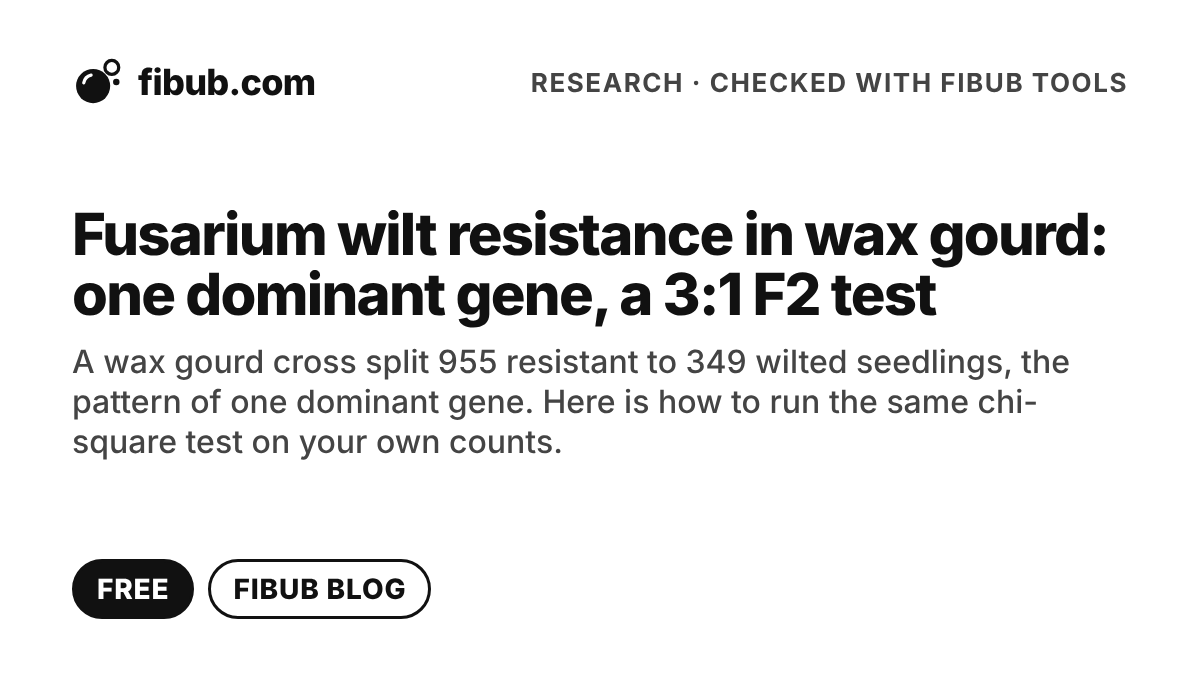 fibub.com
RESEARCH · CHECKED WITH FIBUB TOOLS
Fusarium wilt resistance in wax gourd:
one dominant gene, a 3:1 F2 test
A wax gourd cross split 955 resistant to 349 wilted seedlings, the
pattern of one dominant gene. Here is how to run the same chi-
square test on your own counts.
FREE
FIBUB BLOG